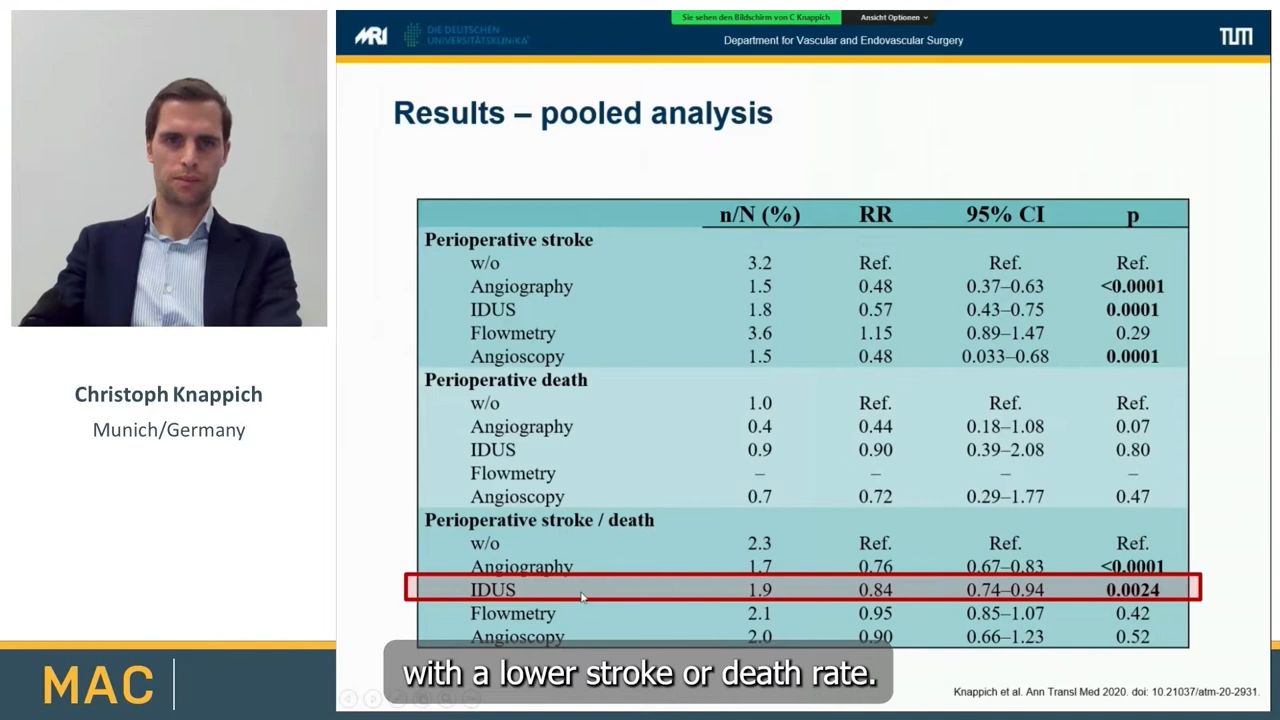 Sie sehen den Bildschirm von C Knappich Ansicht Optionen
MRI DIE DEUTSCHEN UNIVERSITÄTSKLINIKA® Department for Vascular and Endovascular Surgery TUM
Results – pooled analysis
n/N (%) RR 95% CI p
Perioperative stroke
w/o 3.2 Ref. Ref. Ref.
Angiography 1.5 0.48 0.37–0.63 <0.0001
IDUS 1.8 0.57 0.43–0.75 0.0001
Flowmetry 3.6 1.15 0.89–1.47 0.29
Angioscopy 1.5 0.48 0.033–0.68 0.0001
Perioperative death
w/o 1.0 Ref. Ref. Ref.
Angiography 0.4 0.44 0.18–1.08 0.07
IDUS 0.9 0.90 0.39–2.08 0.80
Flowmetry – – – –
Angioscopy 0.7 0.72 0.29–1.77 0.47
Perioperative stroke / death
w/o 2.3 Ref. Ref. Ref.
Angiography 1.7 0.76 0.67–0.83 <0.0001
IDUS 1.9 0.84 0.74–0.94 0.0024
Flowmetry 2.1 0.95 0.85–1.07 0.42
Angioscopy 2.0 0.90 0.66–1.23 0.52
with a lower stroke or death rate.
Knappich et al. Ann Transl Med 2020. doi: 10.21037/atm-20-2931.
Christoph Knappich
Munich/Germany
MAC